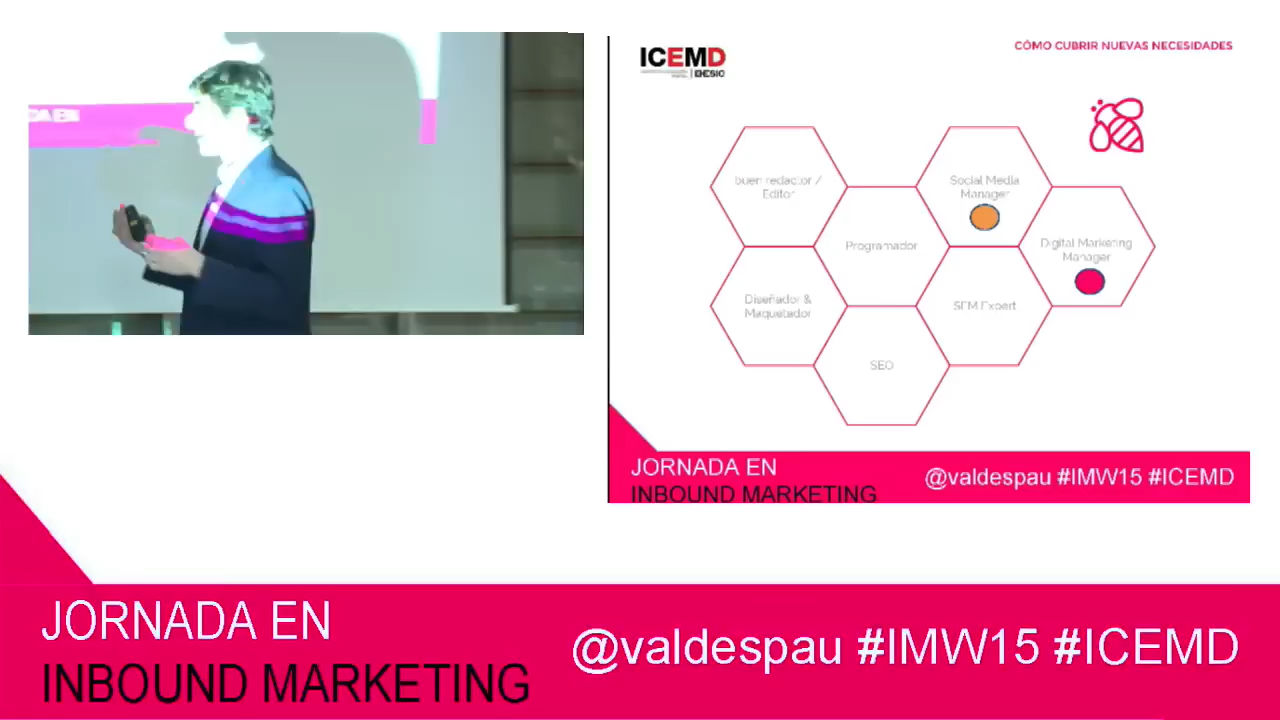 ICEMD
ESIC
CÓMO CUBRIR NUEVAS NECESIDADES
buen redactor /
Editor
Social Media
Manager
Programador
Digital Marketing
Manager
Diseñador &
Maquetador
SEM Expert
SEO
JORNADA EN
INBOUND MARKETING
@valdespau #IMW15 #ICEMD
JORNADA EN
INBOUND MARKETING
@valdespau #IMW15 #ICEMD